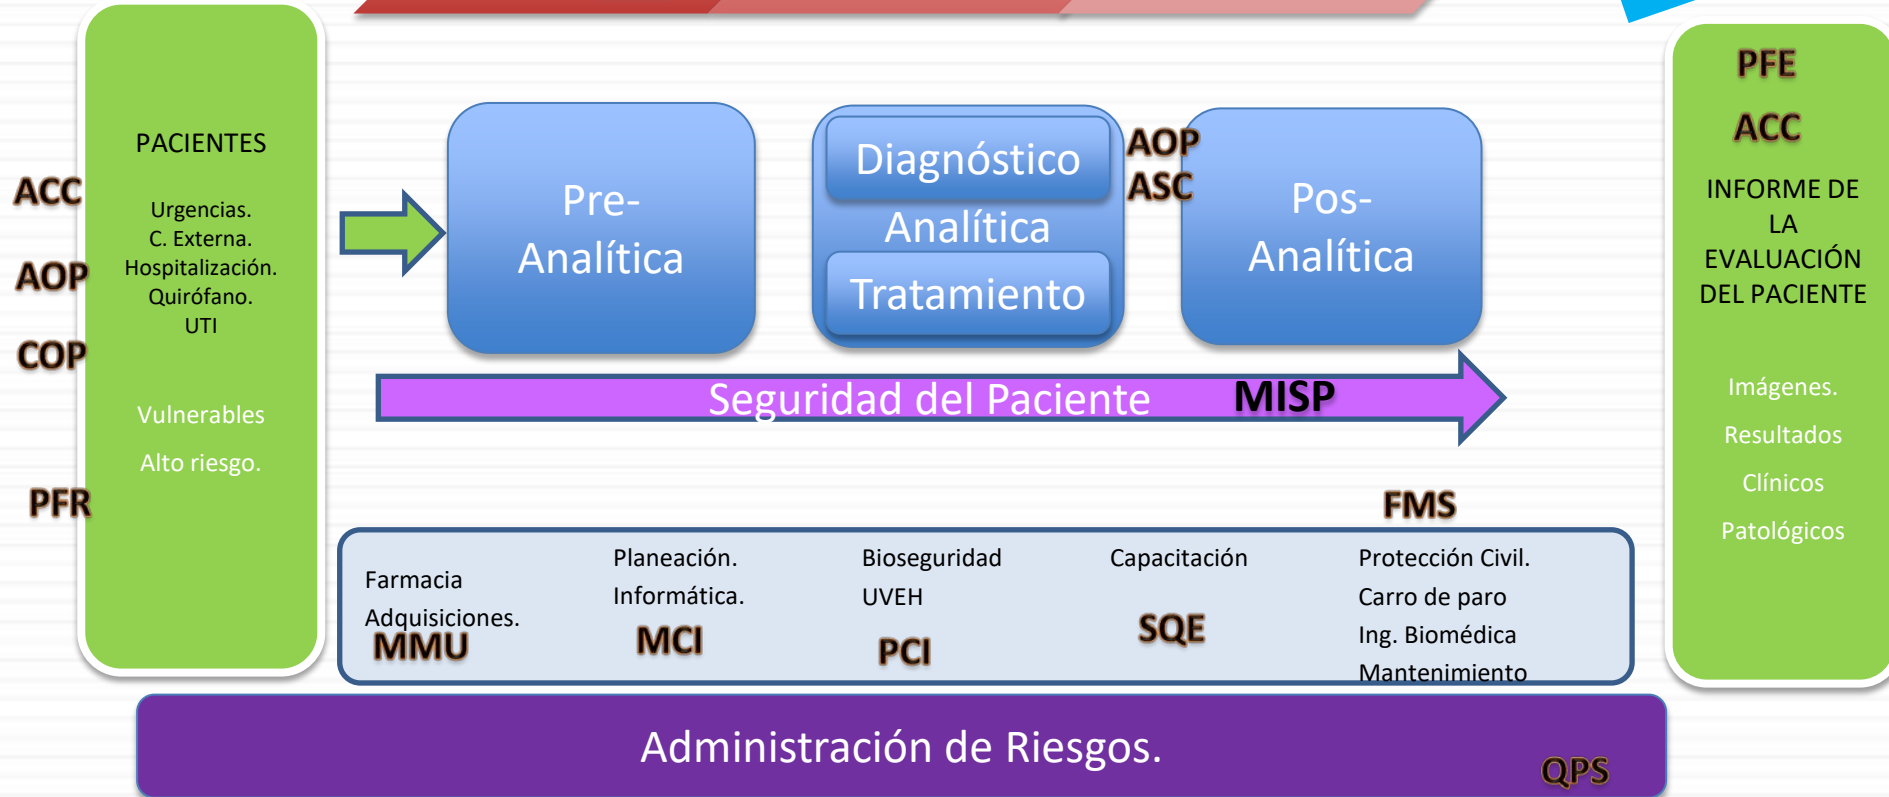 ACC
AOP
COP
PFR
PACIENTES
Urgencias.
C. Externa.
Hospitalización.
Quirófano.
UTI
Vulnerables
Alto riesgo.
Pre-
Analítica
Diagnóstico
Analítica
Tratamiento
AOP
ASC
Pos-
Analítica
Seguridad del Paciente MISP
PFE
ACC
INFORME DE
LA
EVALUACIÓN
DEL PACIENTE
Imágenes.
Resultados
Clínicos
Patológicos
FMS
Farmacia
Adquisiciones.
MMU
Planeación.
Informática.
MCI
Bioseguridad
UVEH
PCI
Capacitación
SQE
Protección Civil.
Carro de paro
Ing. Biomédica
Mantenimiento
Administración de Riesgos.
QPS